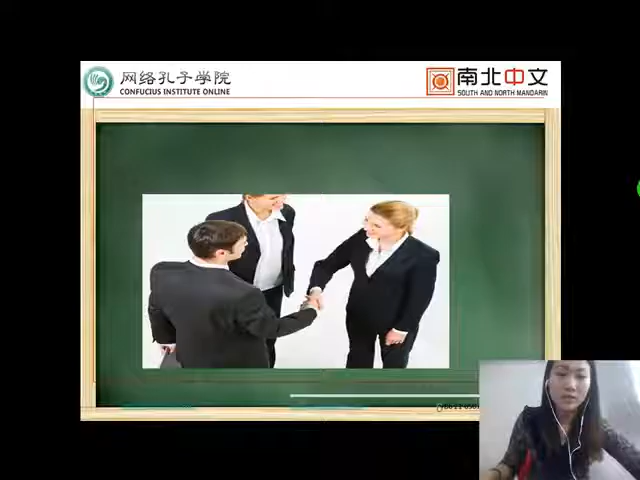 网络孔子学院
CONFUCIUS INSTITUTE ONLINE
南北中文
SOUTH AND NORTH MANDARIN